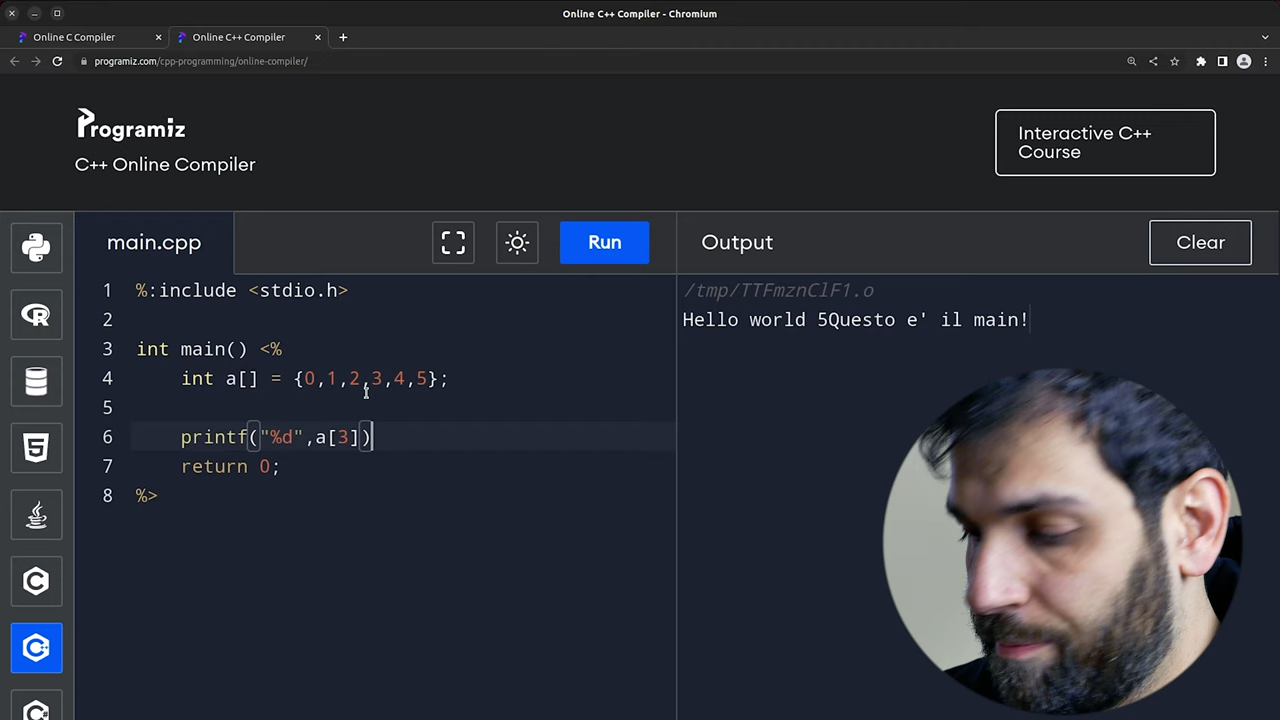 Online C++ Compiler - Chromium
Online C Compiler
Online C++ Compiler
programiz.com/cpp-programming/online-compiler/
Programiz
C++ Online Compiler
Interactive C++
Course
main.cpp
Run
Output
Clear
1 %:include <stdio.h>
2
3 int main() <%
4 int a[] = {0,1,2,3,4,5};
5
6 printf("%d",a[3])
7 return 0;
8 %>
/tmp/TTFmznClF1.o
Hello world 5Questo e' il main!